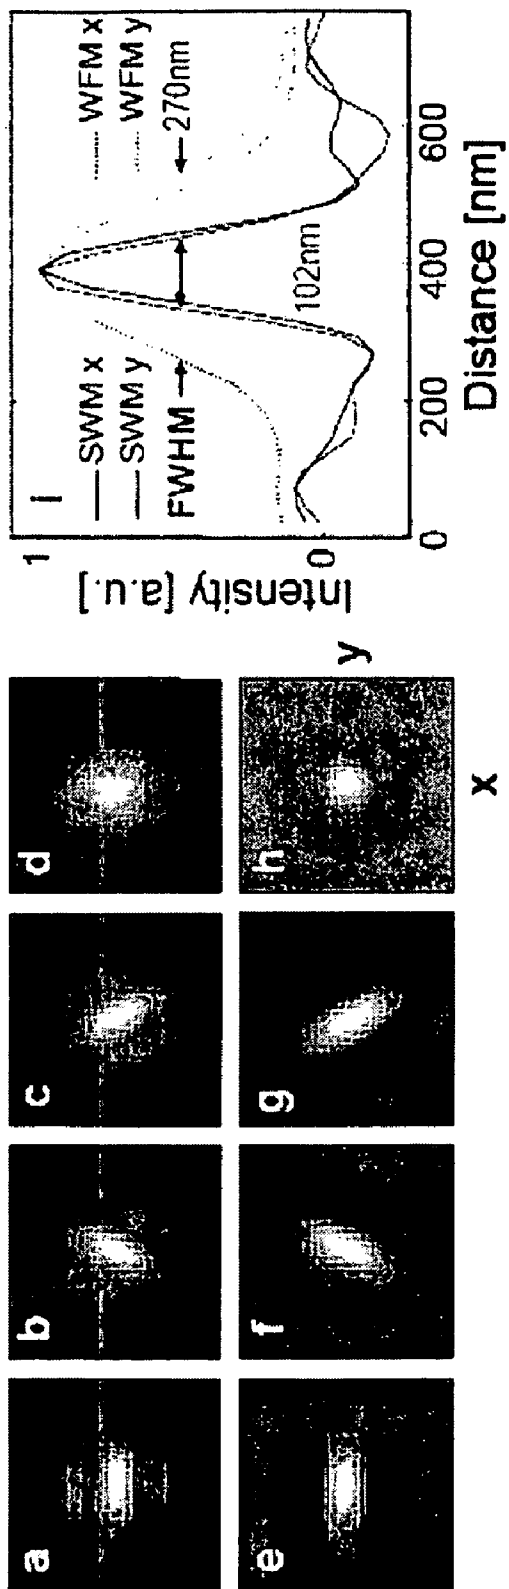 a
b
c
d
e
f
g
h
y
x
I
SWM x
SWM y
WFM x
WFM y
FWHM
270nm
102nm
1
0
Intensity [a.u.]
0
200
400
600
Distance [nm]